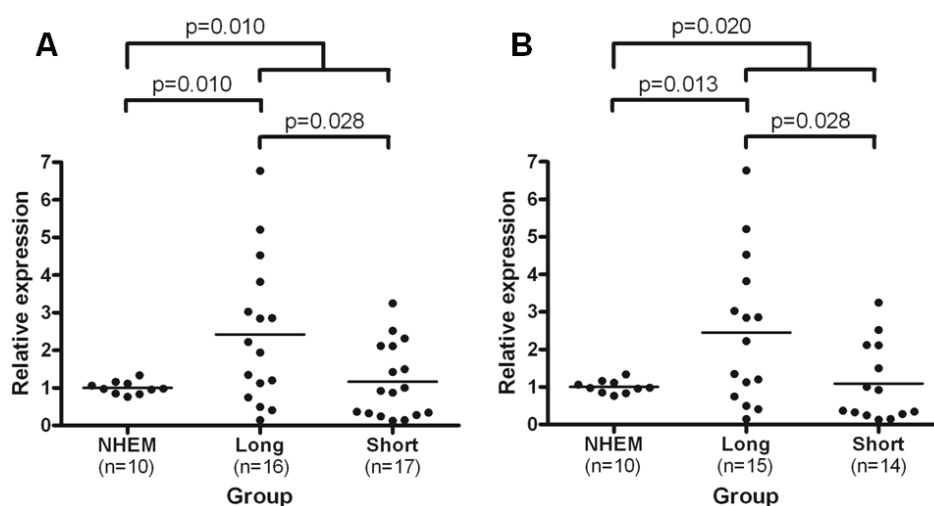 A
p=0.010
p=0.010
p=0.028
Relative expression
7
6
5
4
3
2
1
0
NHEM Long Short
(n=10) (n=16) (n=17)
Group
B
p=0.020
p=0.013
p=0.028
Relative expression
7
6
5
4
3
2
1
0
NHEM Long Short
(n=10) (n=15) (n=14)
Group